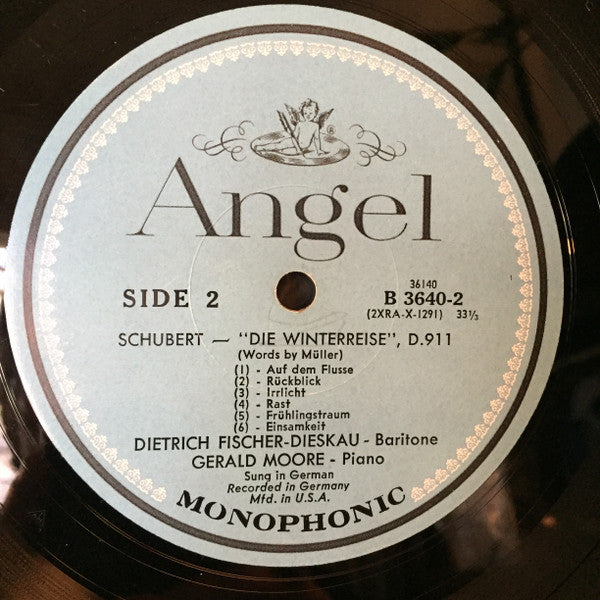 Angel
SIDE 2
36140
B 3640-2
(2XRA-X-1291) 33⅓
SCHUBERT — "DIE WINTERREISE", D.911
(Words by Müller)
(1) - Auf dem Flusse
(2) - Rückblick
(3) - Irrlicht
(4) - Rast
(5) - Frühlingstraum
(6) - Einsamkeit
DIETRICH FISCHER-DIESKAU - Baritone
GERALD MOORE - Piano
Sung in German
Recorded in Germany
Mfd. in U.S.A.
MONOPHONIC